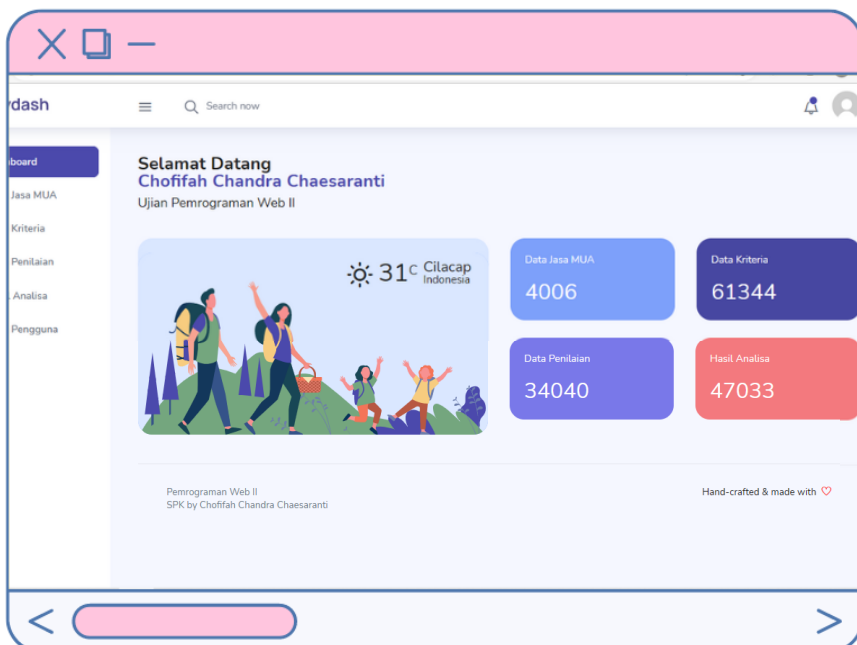 dash
Search now
board
Jasa MUA
Kriteria
Penilaian
Analisa
Pengguna
Selamat Datang
Chofifah Chandra Chaesaranti
Ujian Pemrograman Web II
31c Cilacap
Indonesia
Data Jasa MUA
4006
Data Kriteria
61344
Data Penilaian
34040
Hasil Analisa
47033
Pemrograman Web II
SPK by Chofifah Chandra Chaesaranti
Hand-crafted & made with